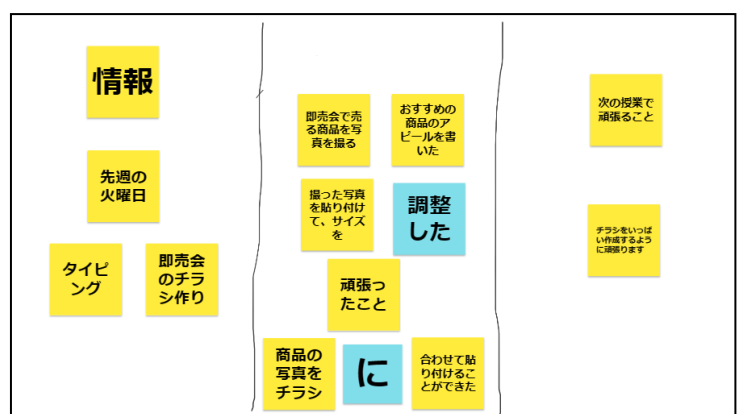 情報
先週の
火曜日
タイピ
ング
即売会
のチラ
シ作り
即売会で売
る商品を写
真を撮る
おすすめの
商品のア
ピールを書
いた
撮った写真
を貼り付け
て、サイズ
を
調整
した
頑張っ
たこと
商品の
写真を
チラシ
に
合わせて貼
り付けるこ
とができた
次の授業で
頑張ること
チラシをいっぱ
い作成するよう
に頑張ります